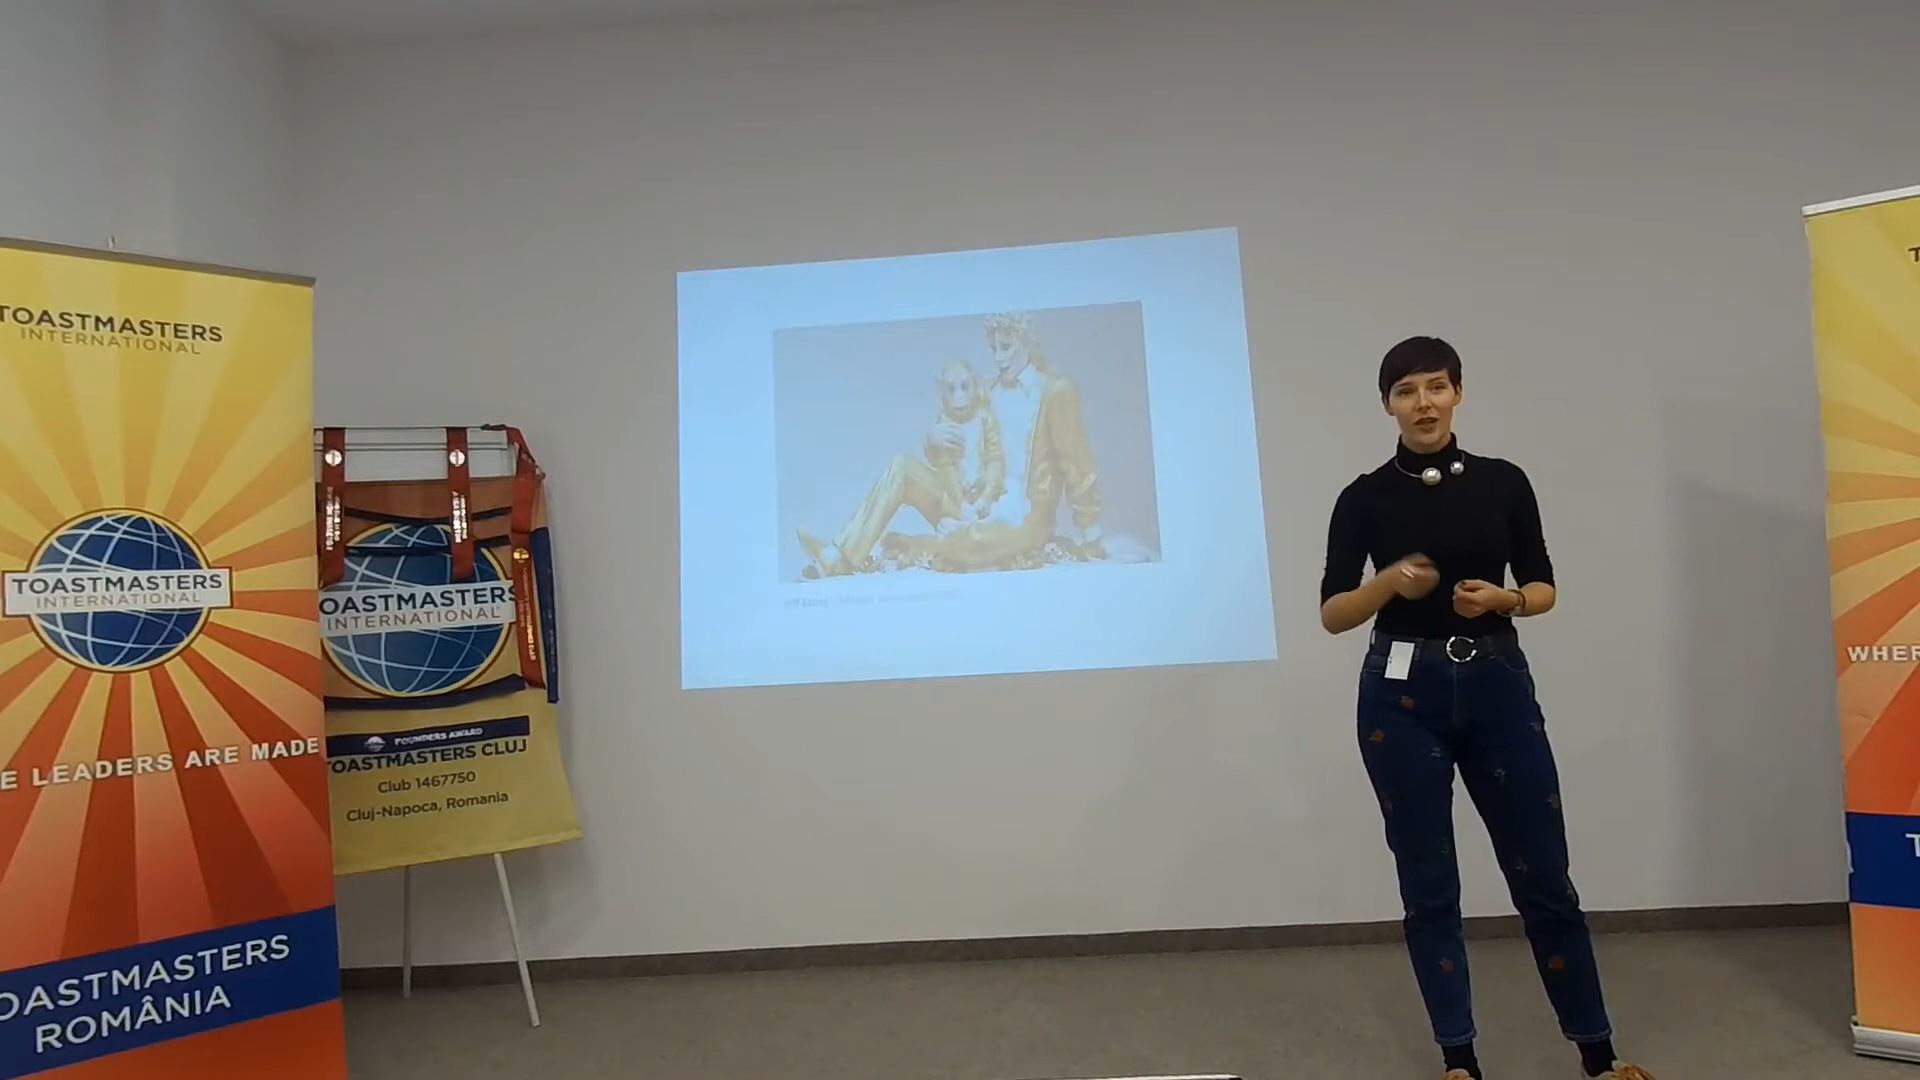 TOASTMASTERS
INTERNATIONAL
TOASTMASTERS
INTERNATIONAL
E LEADERS ARE MADE
OASTMASTERS
ROMÂNIA
OASTMASTERS
INTERNATIONAL
FOUNDERS AWARD
TOASTMASTERS CLUJ
Club 1467750
Cluj-Napoca, Romania
T
WHER
T